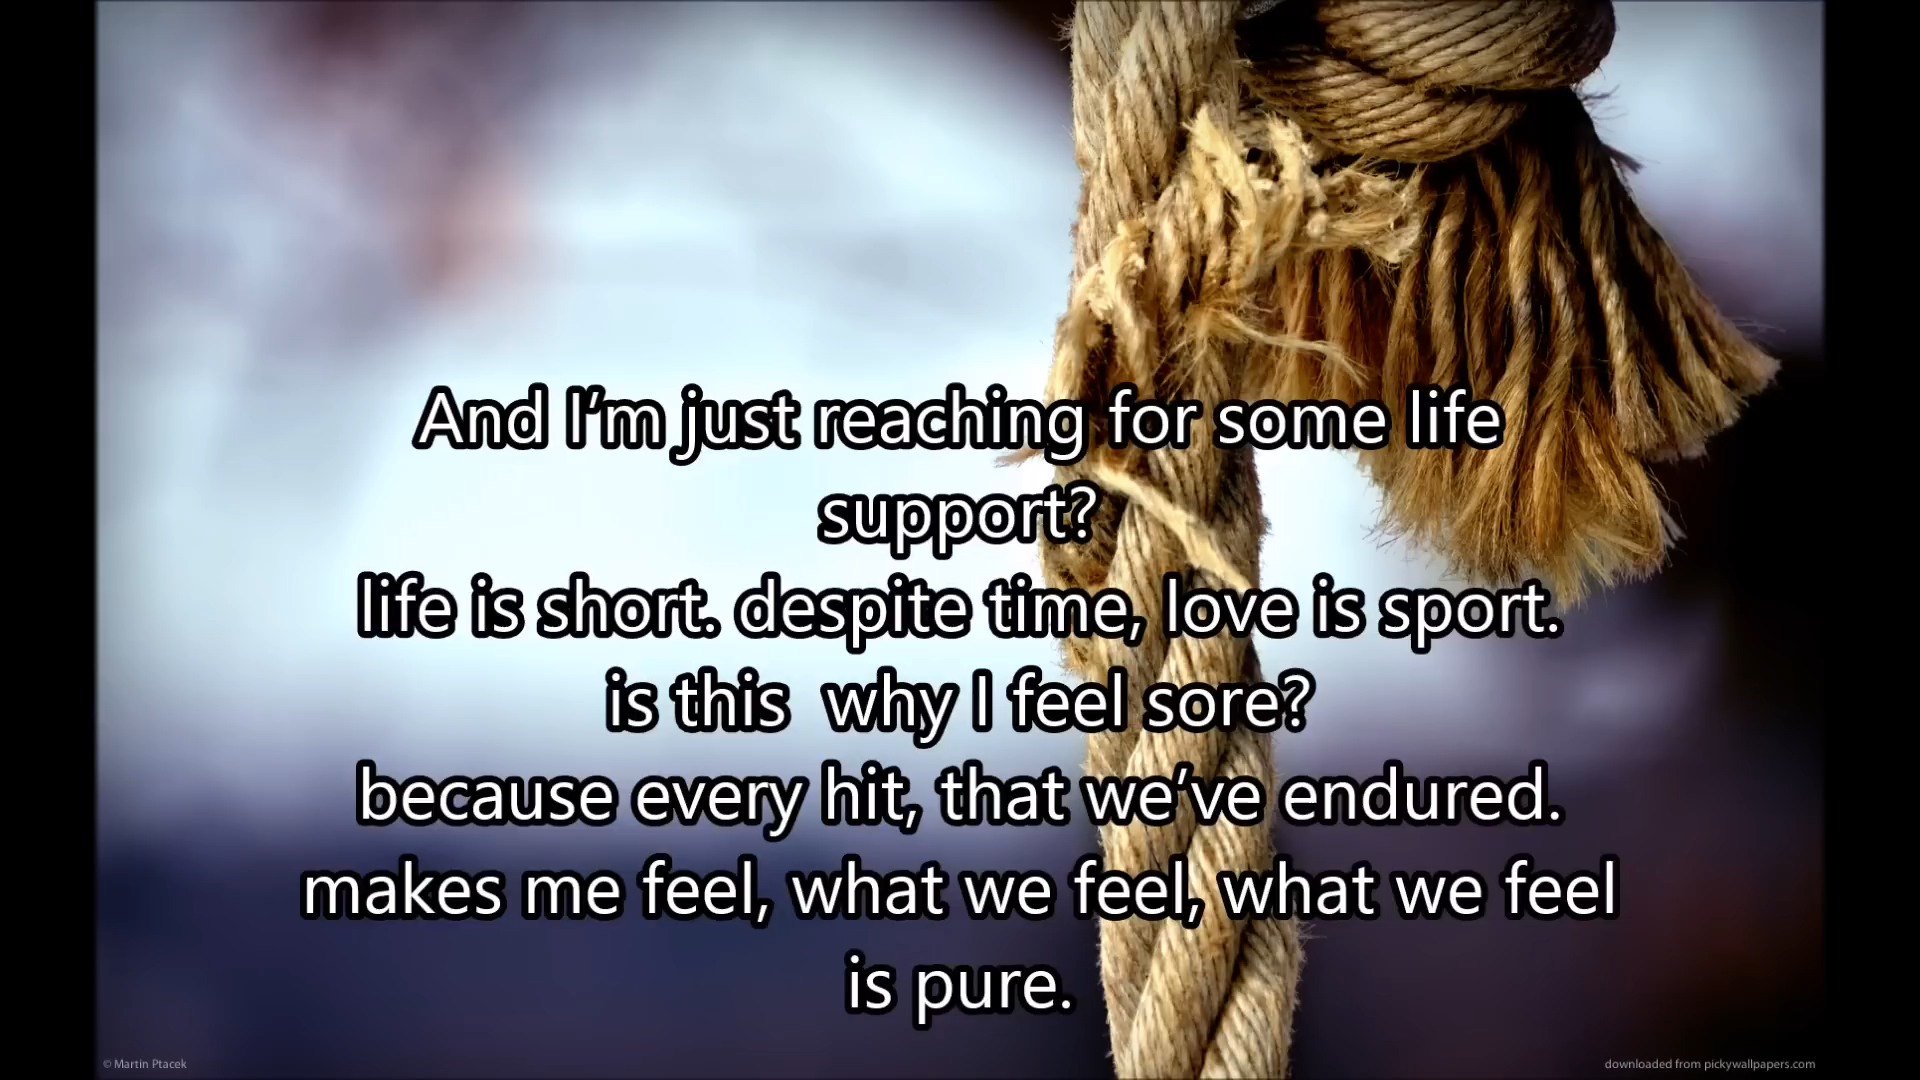 And I’m just reaching for some life
support?
life is short. despite time, love is sport.
is this  why I feel sore?
because every hit, that we’ve endured.
makes me feel, what we feel, what we feel
is pure.
© Martin Ptacek
downloaded from pickywallpapers.com